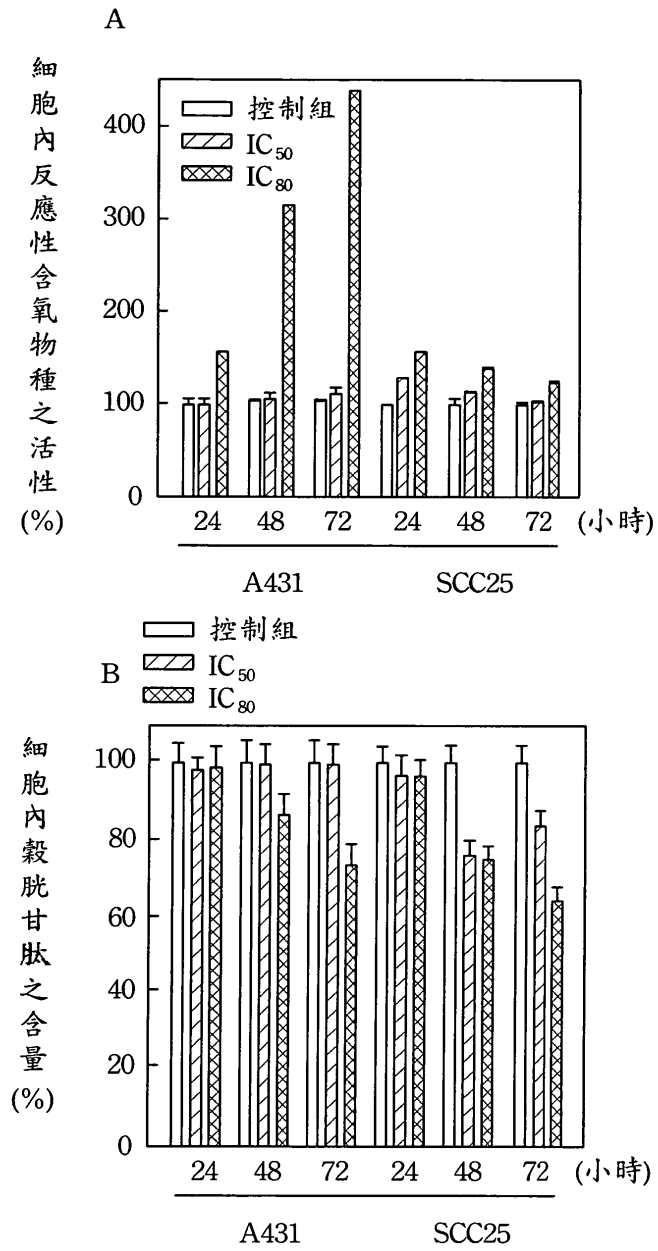 A
細胞內反應性含氧物種之活性
(%)
控制組
IC₅₀
IC₈₀
400
300
200
100
0
24 48 72 24 48 72 (小時)
A431 SCC25
B
控制組
IC₅₀
IC₈₀
細胞內穀胱甘肽之含量
(%)
100
80
60
40
20
0
24 48 72 24 48 72 (小時)
A431 SCC25